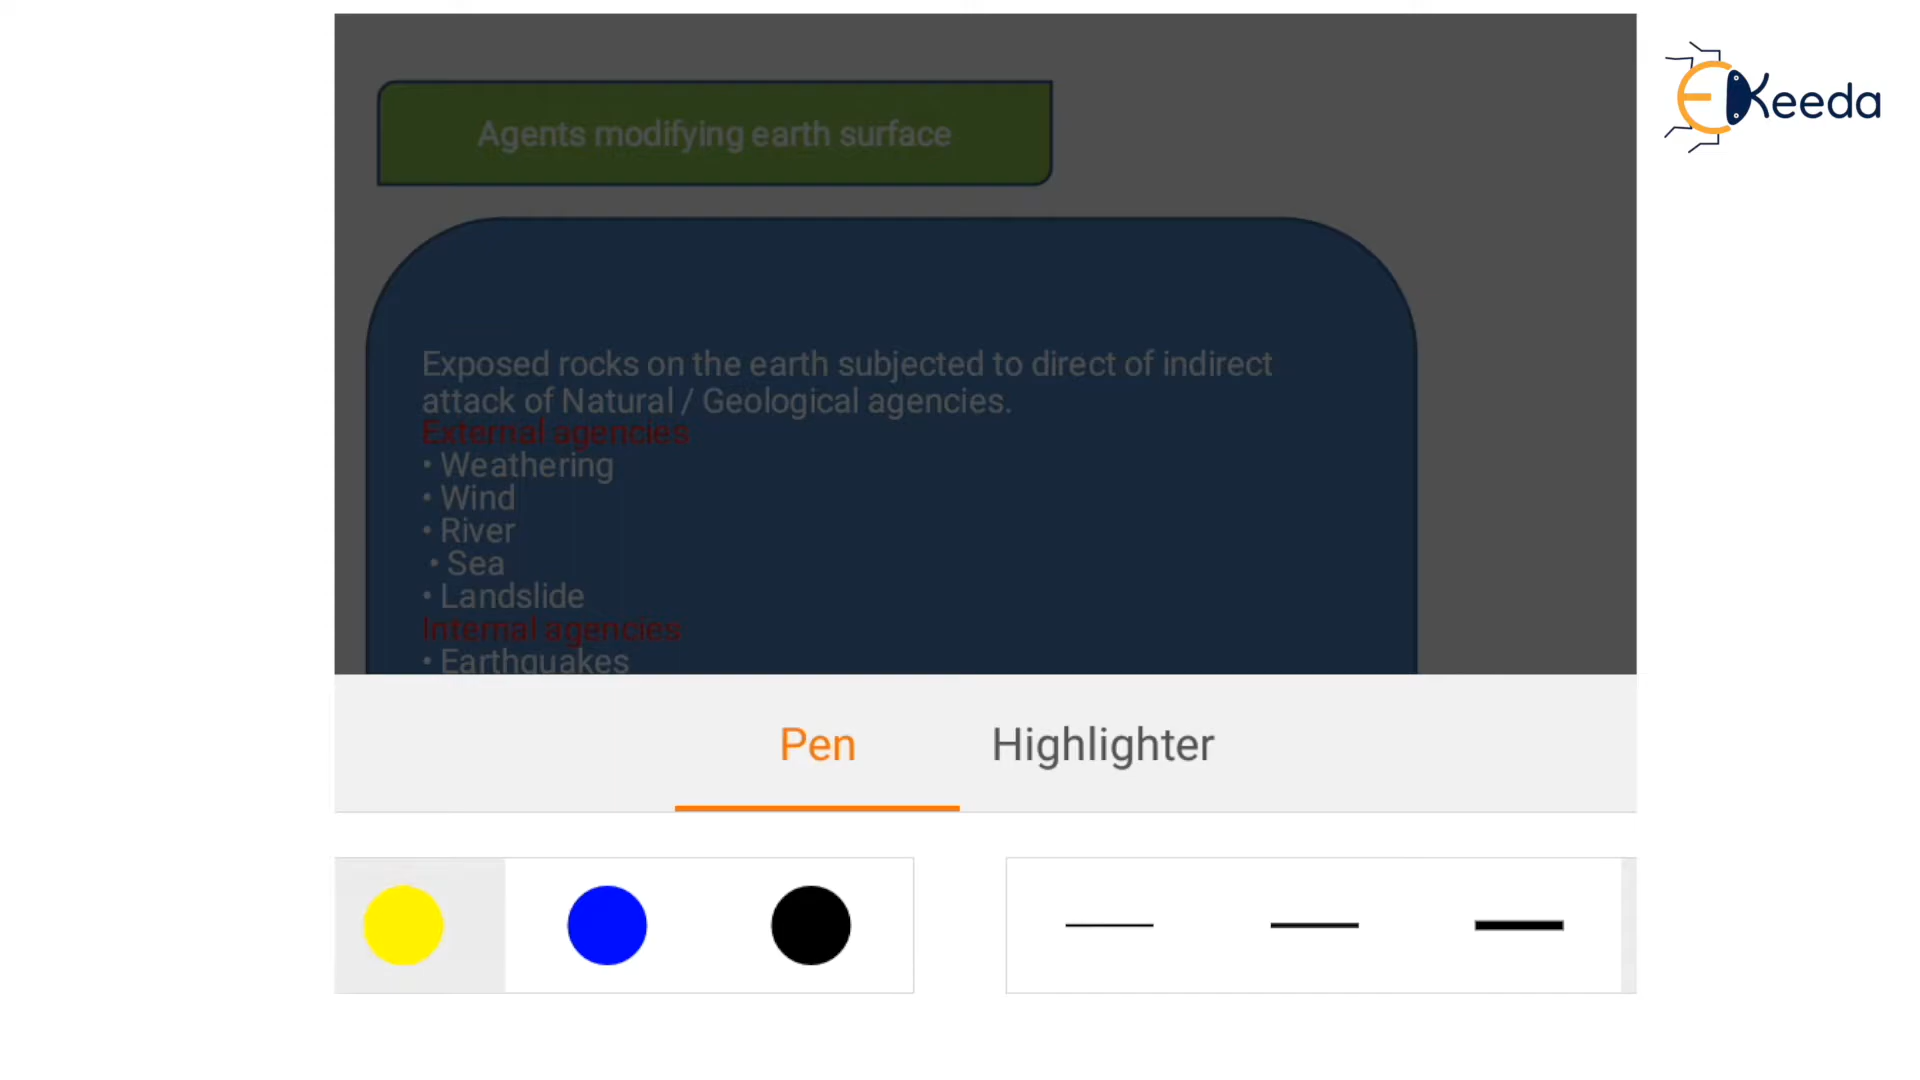 EKeeda
Agents modifying earth surface
Exposed rocks on the earth subjected to direct of indirect
attack of Natural / Geological agencies.
External agencies
• Weathering
• Wind
• River
• Sea
• Landslide
Internal agencies
• Earthquakes
Pen Highlighter